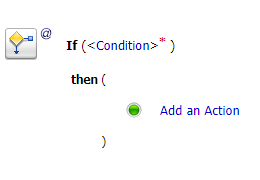 @
If (<Condition>* )
then (
Add an Action
)